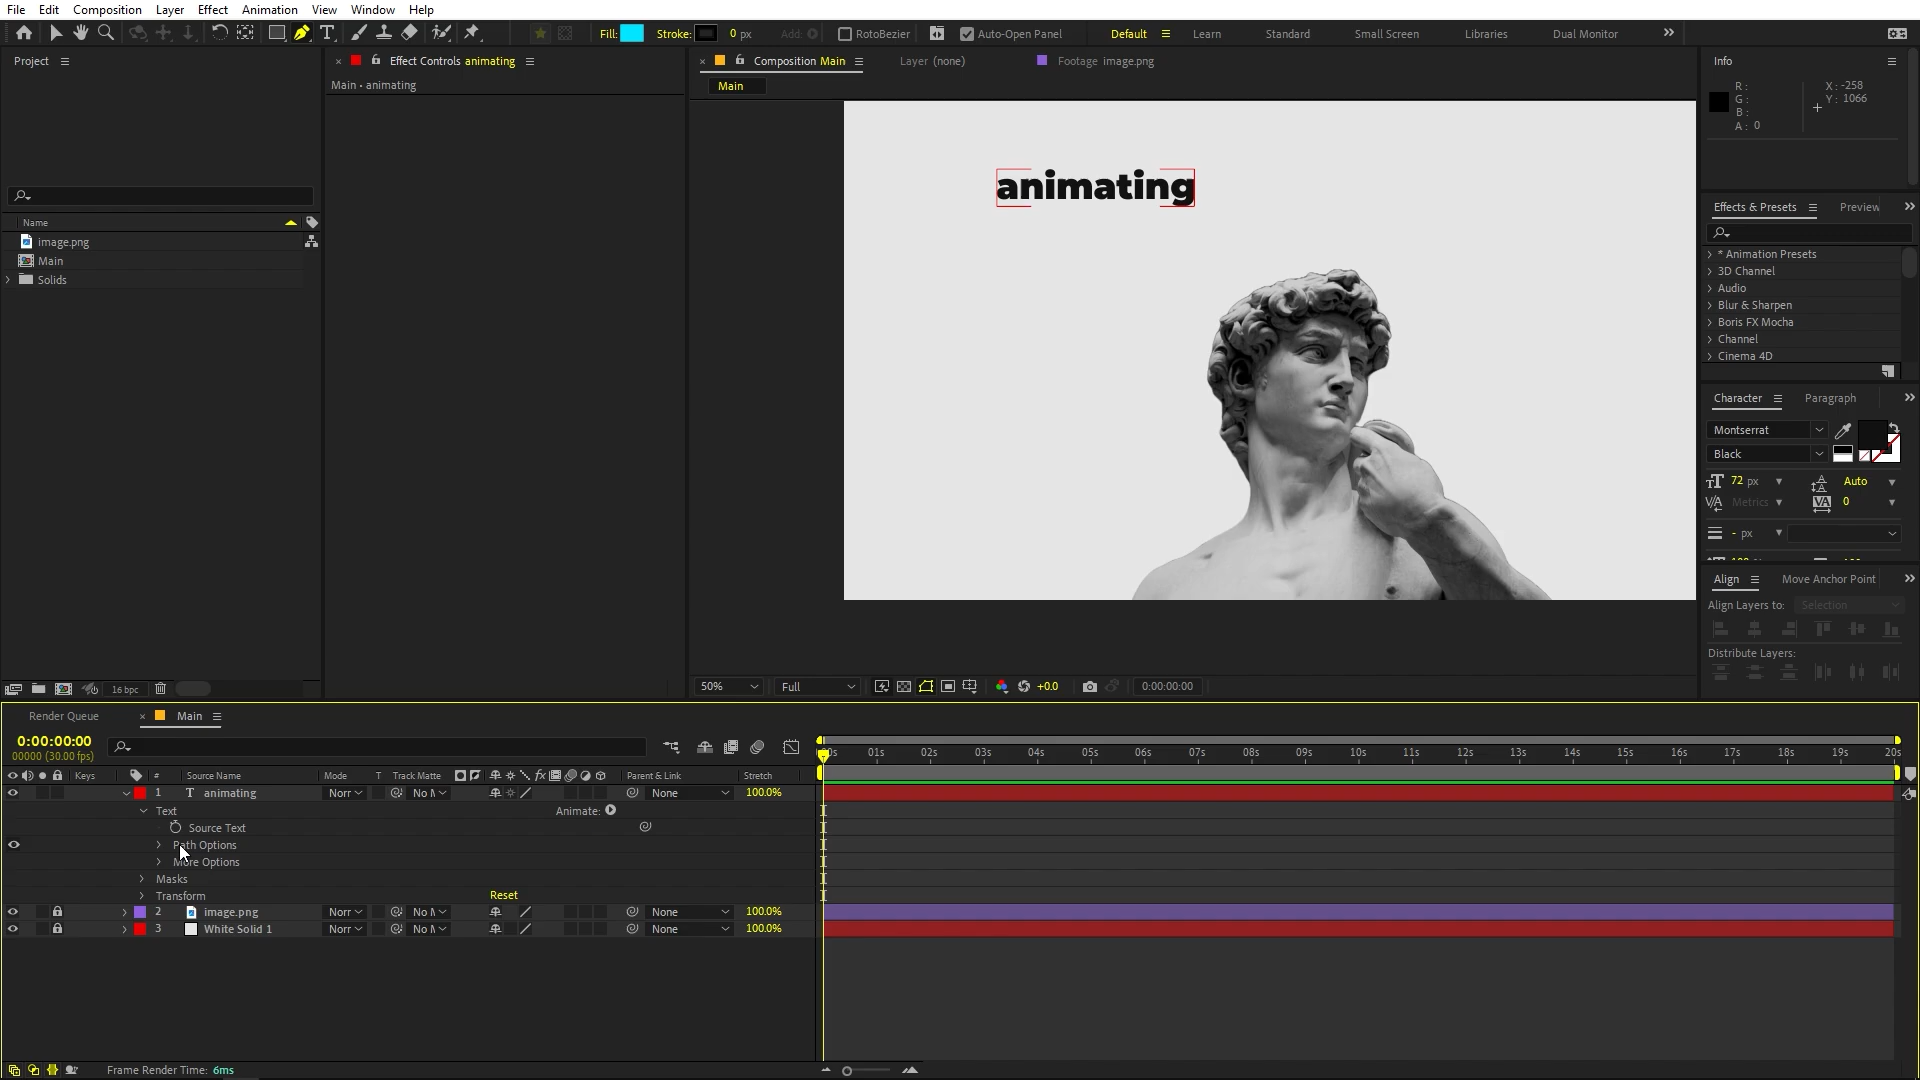 File Edit Composition Layer Effect Animation View Window Help
Fill: Stroke: 0 px Add: RotoBezier Auto-Open Panel Default Learn Standard Small Screen Libraries Dual Monitor
Project
Effect Controls animating
Composition Main
Layer (none)
Footage image.png
Info
Main • animating
Main
R :
G :
B :
A : 0
X : -258
Y : 1066
animating
Name
image.png
Main
Solids
Effects & Presets
Preview
* Animation Presets
3D Channel
Audio
Blur & Sharpen
Boris FX Mocha
Channel
Cinema 4D
Character
Paragraph
Montserrat
Black
72 px
Auto
Metrics
0
- px
Align
Move Anchor Point
Align Layers to: Selection
Distribute Layers:
16 bpc
50%
Full
+0.0
0:00:00:00
Render Queue
Main
0:00:00:00
00000 (30.00 fps)
01s 02s 03s 04s 05s 06s 07s 08s 09s 10s 11s 12s 13s 14s 15s 16s 17s 18s 19s 20s
Keys # Source Name Mode T Track Matte fx Parent & Link Stretch
1 T animating Norr No M None 100.0%
Text Animate:
Source Text
Path Options
More Options
Masks
Transform Reset
2 image.png Norr No M None 100.0%
3 White Solid 1 Norr No M None 100.0%
Frame Render Time: 6ms